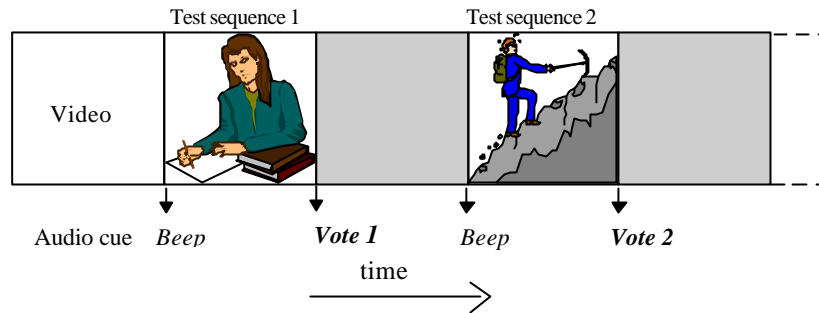 Test sequence 1 Test sequence 2
Video
Audio cue Beep Vote 1 Beep Vote 2
time